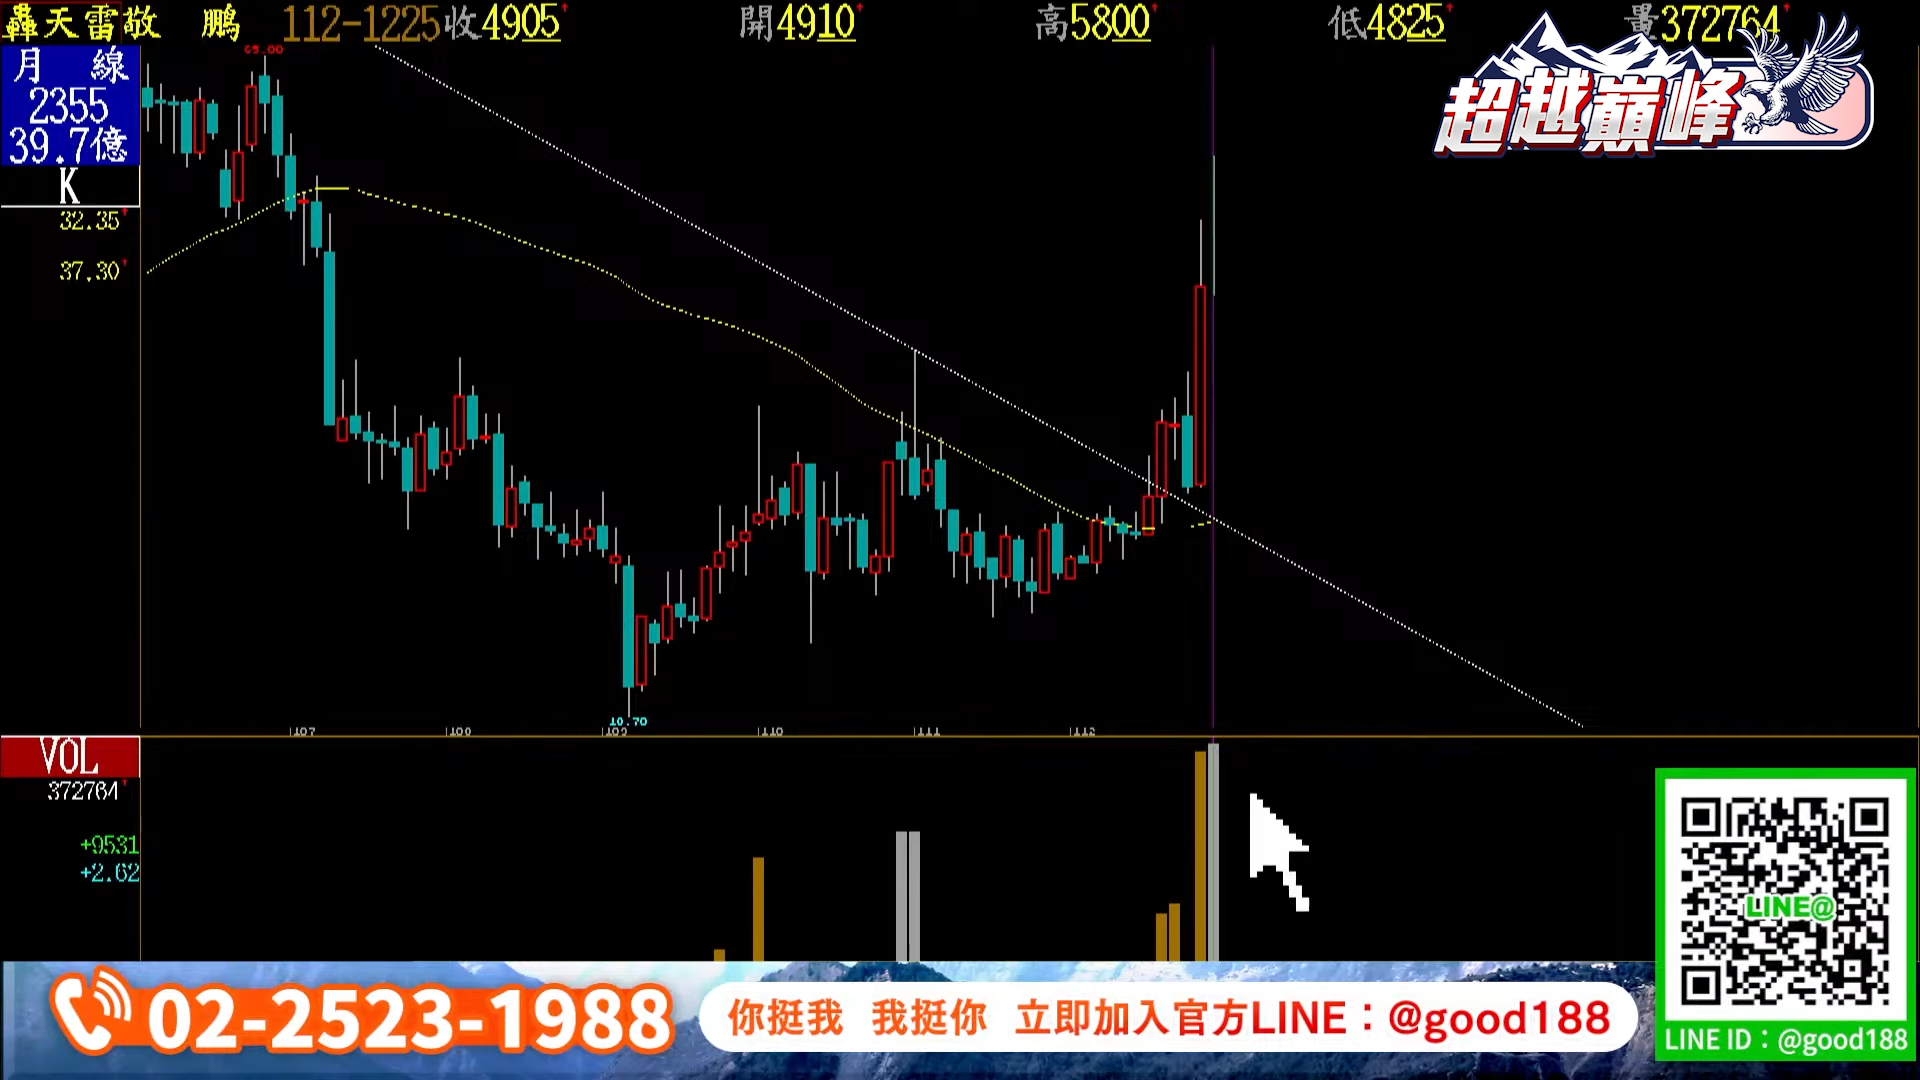 轟天雷敬 鵬 112-1225 收4905 開4910 高5800 低4825 量372764
月 線
2355
39.7億
K
32.35
37.30
65.00
超越巔峰
10.70
107 108 109 110 111 112
VOL
372764
+9531
+2.62
LINE@
02-2523-1988
你挺我 我挺你 立即加入官方LINE：@good188
LINE ID：@good188